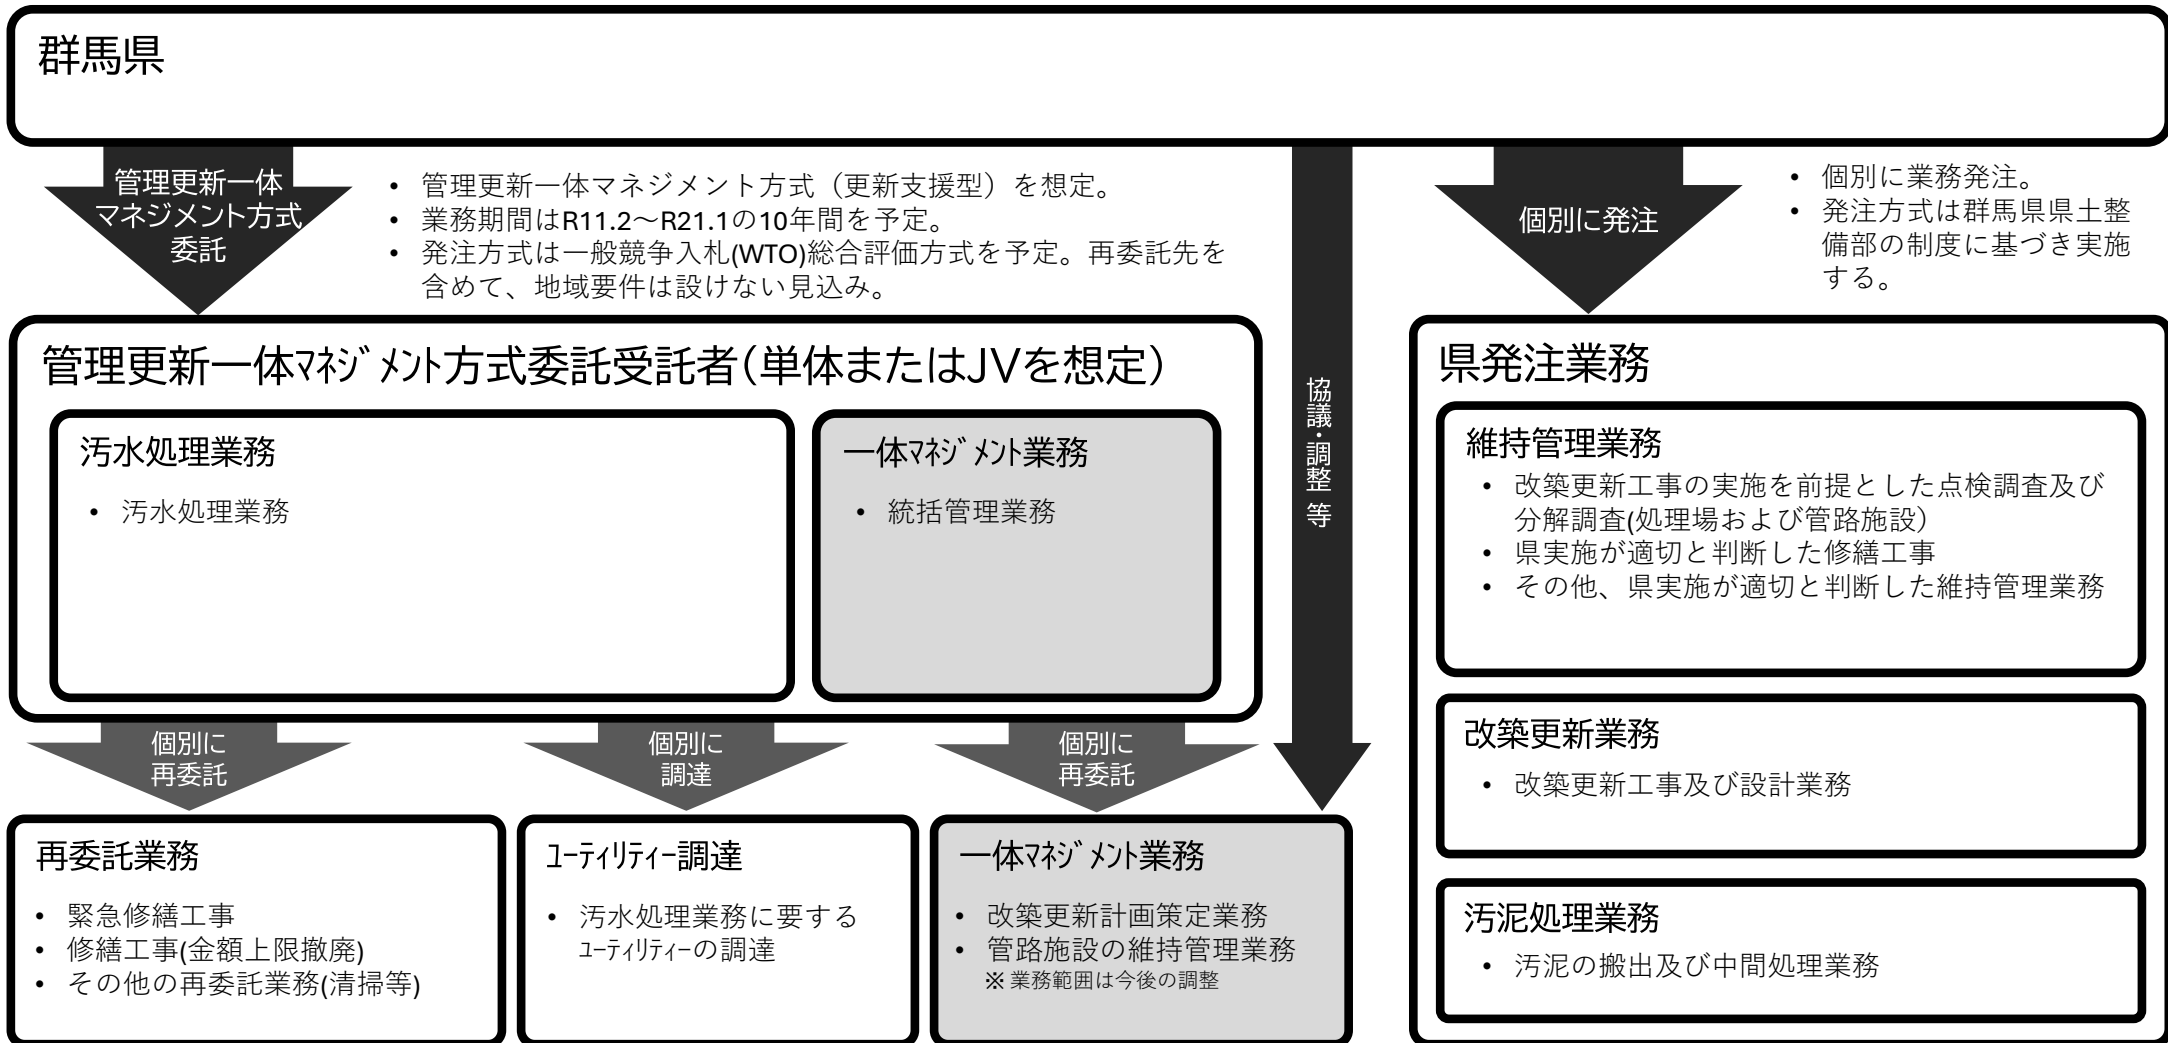 群馬県
管理更新一体
マネジメント方式
委託
• 管理更新一体マネジメント方式（更新支援型）を想定。
• 業務期間はR11.2～R21.1の10年間を予定。
• 発注方式は一般競争入札(WTO)総合評価方式を予定。再委託先を
含めて、地域要件は設けない見込み。
協議・調整 等
個別に発注
• 個別に業務発注。
• 発注方式は群馬県県土整
備部の制度に基づき実施
する。
管理更新一体ﾏﾈｼﾞﾒﾝﾄ方式委託受託者(単体またはJVを想定)
汚水処理業務
• 汚水処理業務
一体ﾏﾈｼﾞﾒﾝﾄ業務
• 統括管理業務
個別に
再委託
個別に
調達
個別に
再委託
再委託業務
• 緊急修繕工事
• 修繕工事(金額上限撤廃)
• その他の再委託業務(清掃等)
ﾕｰﾃｨﾘﾃｨｰ調達
• 汚水処理業務に要する
ﾕｰﾃｨﾘﾃｨｰの調達
一体ﾏﾈｼﾞﾒﾝﾄ業務
• 改築更新計画策定業務
• 管路施設の維持管理業務
※ 業務範囲は今後の調整
県発注業務
維持管理業務
• 改築更新工事の実施を前提とした点検調査及び
分解調査(処理場および管路施設）
• 県実施が適切と判断した修繕工事
• その他、県実施が適切と判断した維持管理業務
改築更新業務
• 改築更新工事及び設計業務
汚泥処理業務
• 汚泥の搬出及び中間処理業務